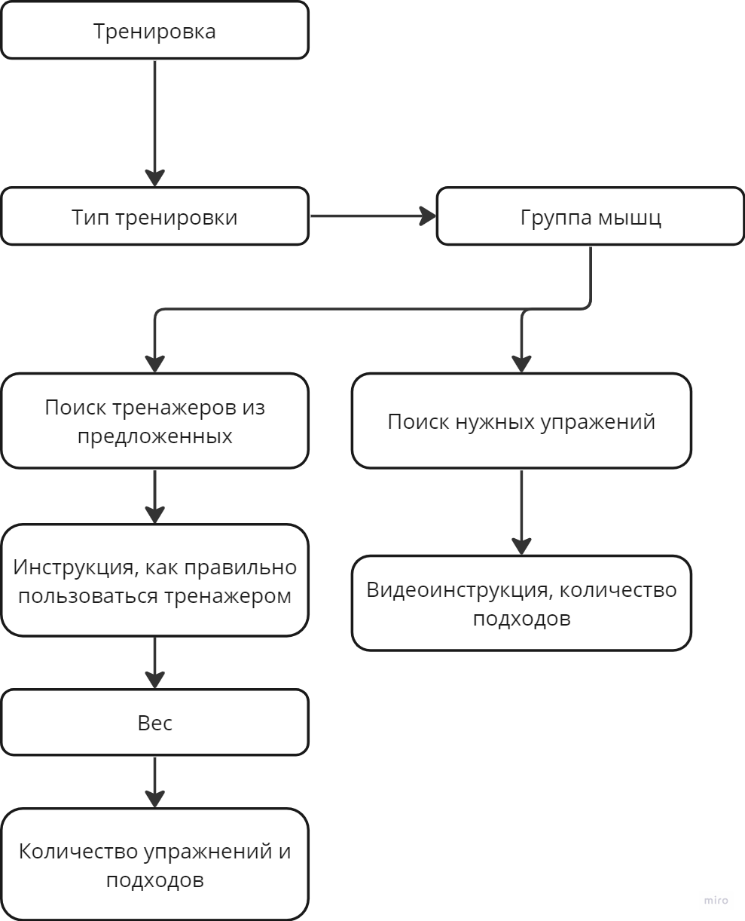 Тренировка
Тип тренировки
Группа мышц
Поиск тренажеров из
предложенных
Поиск нужных упражений
Инструкция, как правильно
пользоваться тренажером
Видеоинструкция, количество
подходов
Вес
Количество упражнений и
подходов
miro